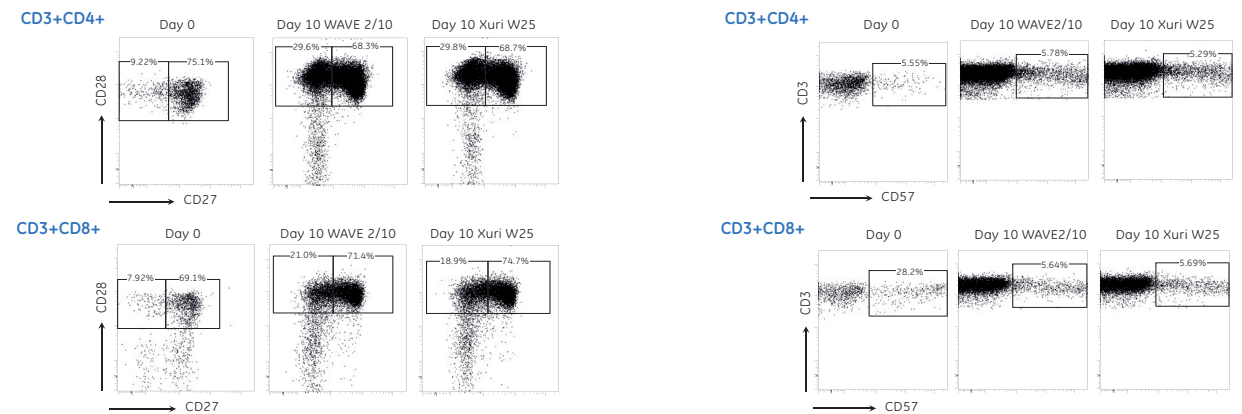 CD3+CD4+
Day 0
Day 10 WAVE 2/10
Day 10 Xuri W25
9.22%
75.1%
29.6%
68.3%
29.8%
68.7%
CD28
CD27
CD3+CD8+
Day 0
Day 10 WAVE 2/10
Day 10 Xuri W25
7.92%
69.1%
21.0%
71.4%
18.9%
74.7%
CD28
CD27
CD3+CD4+
Day 0
Day 10 WAVE2/10
Day 10 Xuri W25
5.55%
5.78%
5.29%
CD3
CD57
CD3+CD8+
Day 0
Day 10 WAVE2/10
Day 10 Xuri W25
28.2%
5.64%
5.69%
CD3
CD57